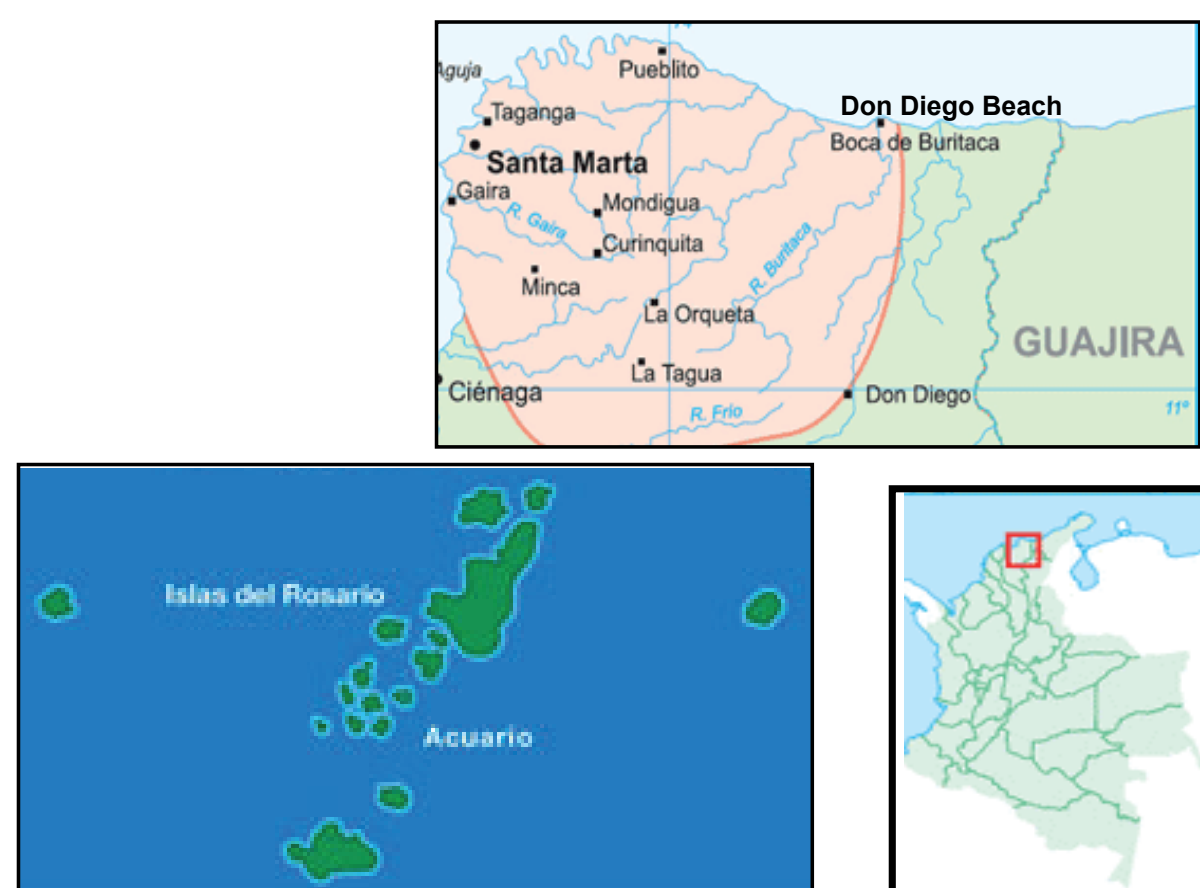 Aguja
Pueblito
Don Diego Beach
Taganga
Boca de Buritaca
Santa Marta
Gaira
R. Gaira
Mondigua
Curinquita
R. Buritaca
Minca
La Orqueta
GUAJIRA
La Tagua
Ciénaga
Don Diego
R. Frío
11°
Islas del Rosario
Acuario